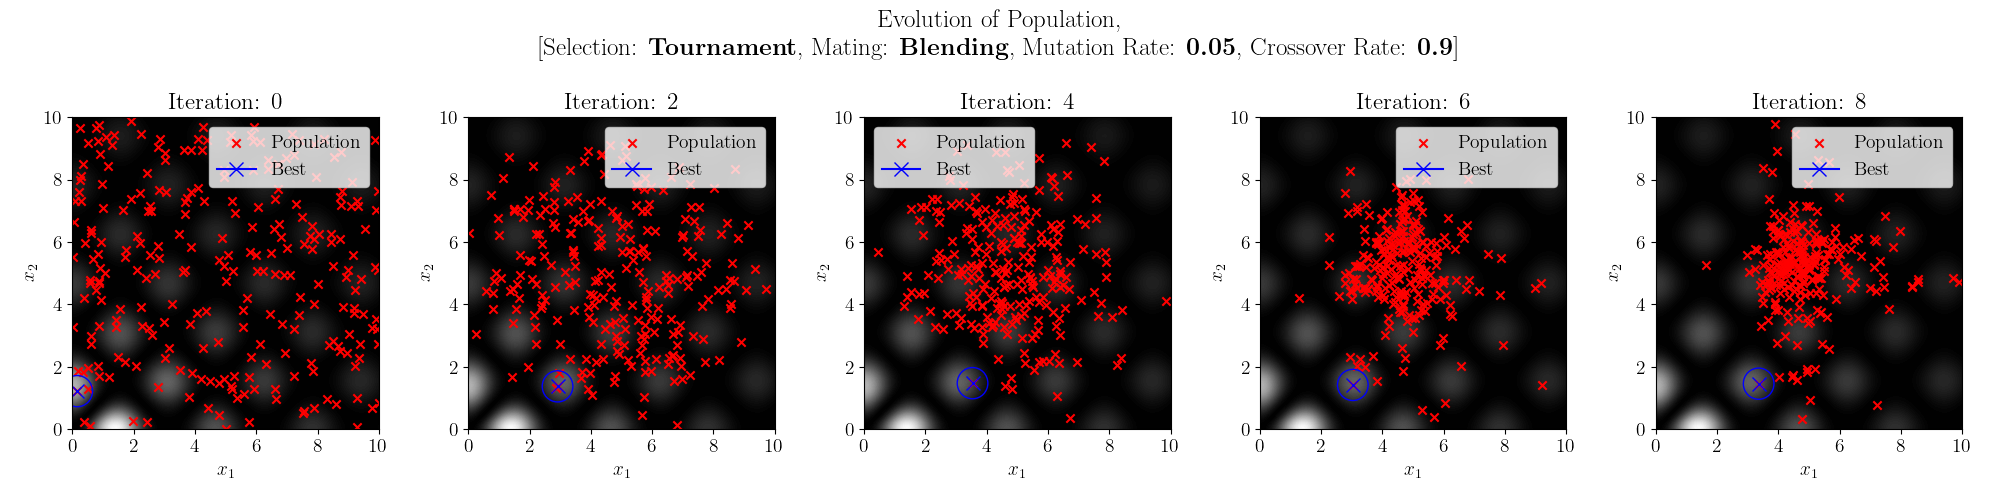 Evolution of Population,
[Selection: Tournament, Mating: Blending, Mutation Rate: 0.05, Crossover Rate: 0.9]
Iteration: 0
10
8
6
4
2
0
x2
Population
Best
0 2 4 6 8 10
x1
Iteration: 2
10
8
6
4
2
0
x2
Population
Best
0 2 4 6 8 10
x1
Iteration: 4
10
8
6
4
2
0
x2
Population
Best
0 2 4 6 8 10
x1
Iteration: 6
10
8
6
4
2
0
x2
Population
Best
0 2 4 6 8 10
x1
Iteration: 8
10
8
6
4
2
0
x2
Population
Best
0 2 4 6 8 10
x1